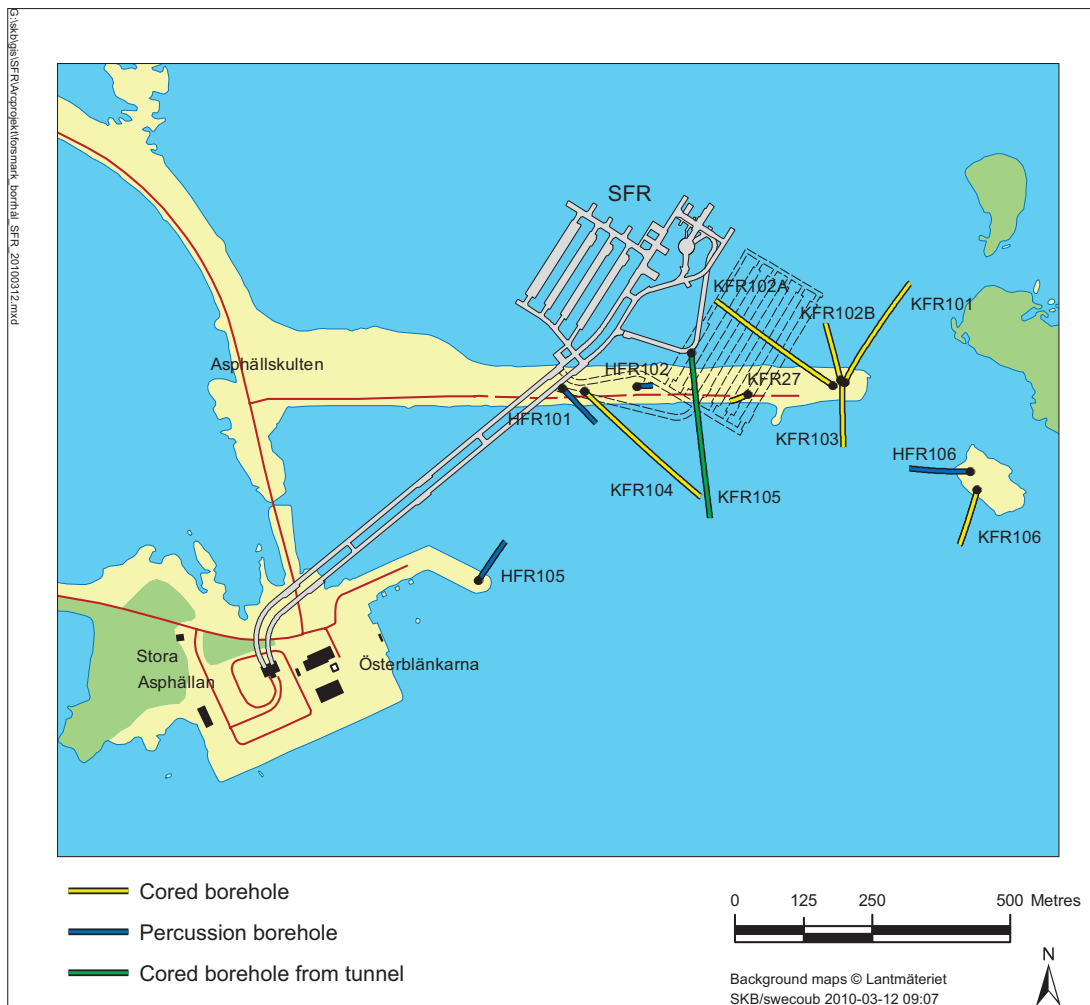 G:\skb\gis\SFR\Arcprojekt\forsmark_borrhål_SFR_20100312.mxd
SFR
KFR102A
KFR101
KFR102B
Asphällskulten
HFR102
KFR27
HFR101
KFR103
HFR106
KFR104
KFR105
KFR106
HFR105
Stora
Asphällan
Österblänkarna
Cored borehole
Percussion borehole
Cored borehole from tunnel
0 125 250 500 Metres
N
Background maps © Lantmäteriet
SKB/swecoub 2010-03-12 09:07